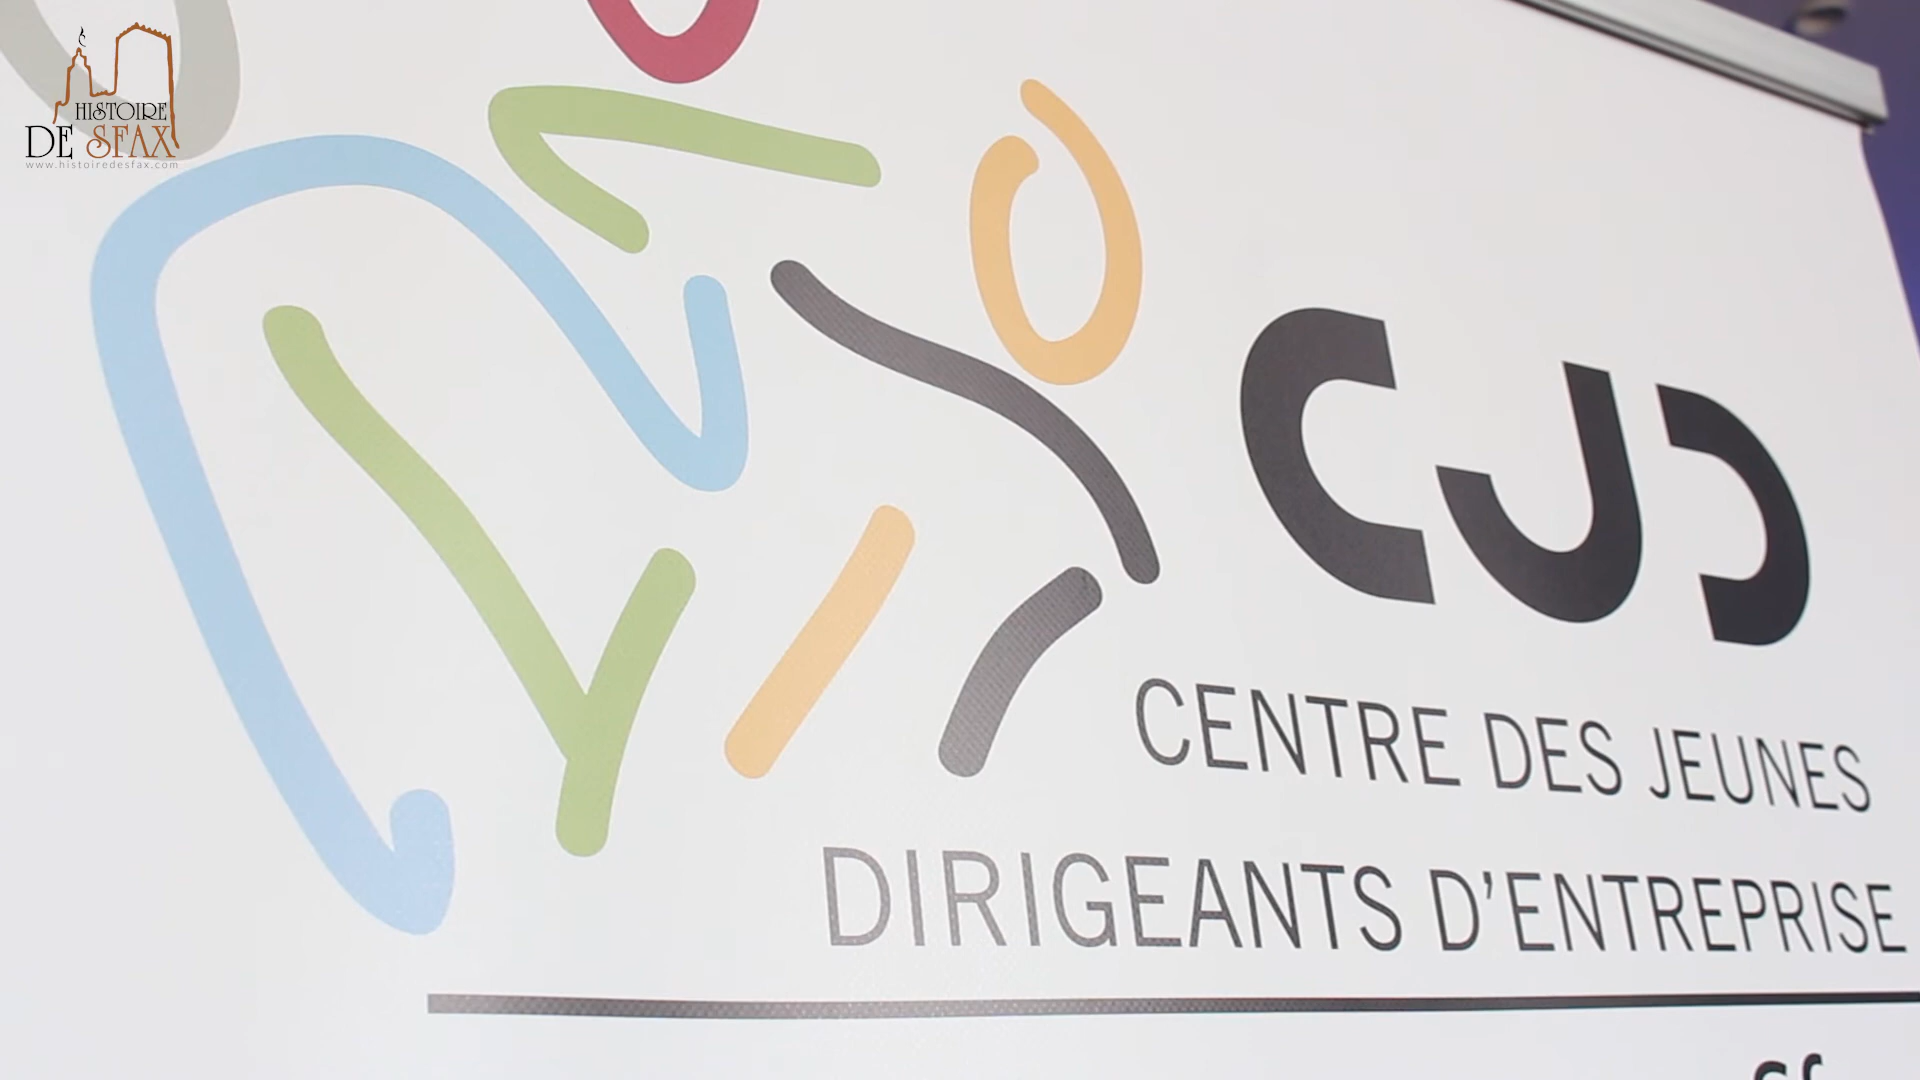 HISTOIRE
DE SFAX
www.histoiredesfax.com
CJD
CENTRE DES JEUNES
DIRIGEANTS D'ENTREPRISE